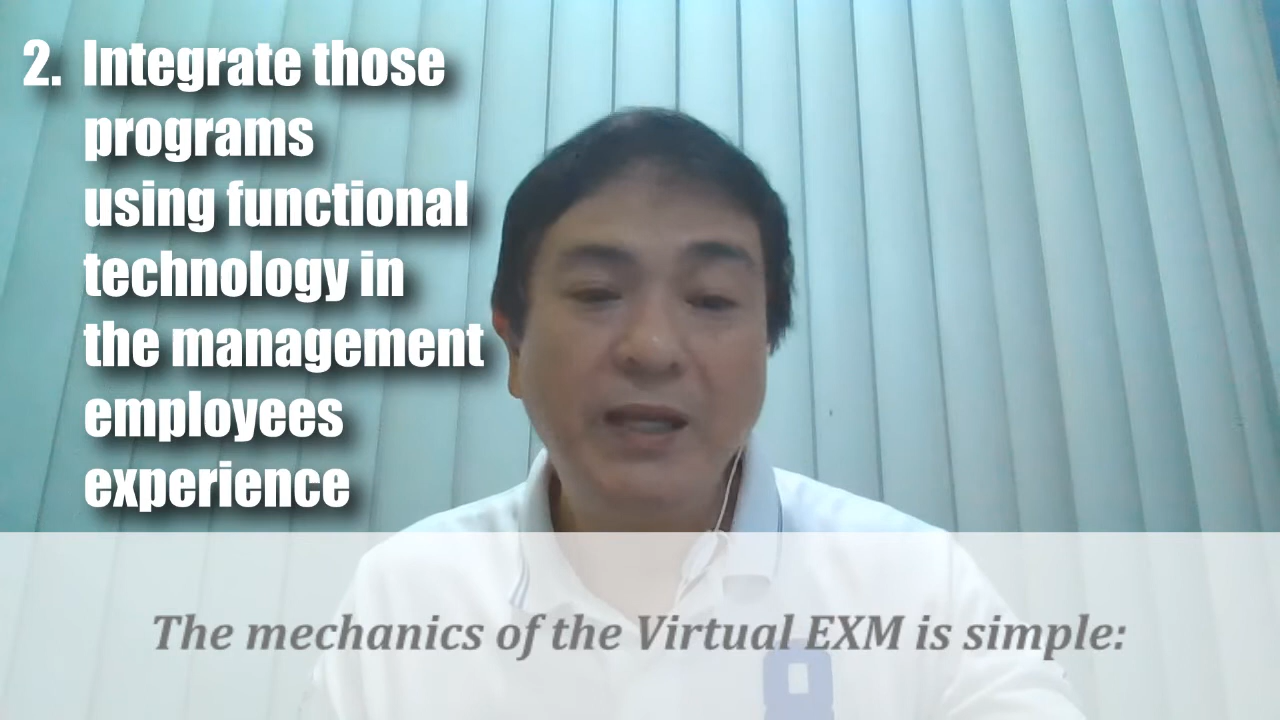 2. Integrate those
programs
using functional
technology in
the management
employees
experience
The mechanics of the Virtual EXM is simple: